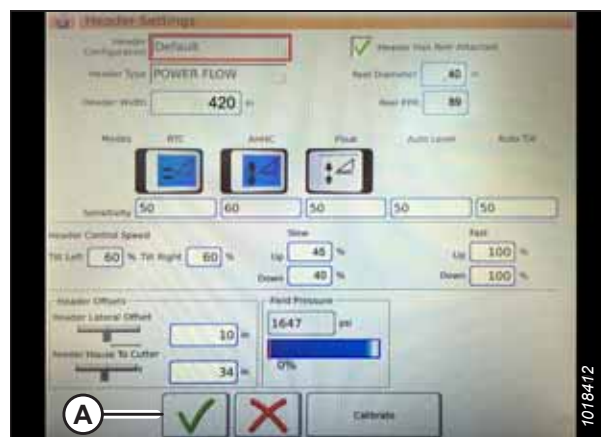 Header Settings
Header Configuration Default
Header Has Reel Attached
Header Type POWER FLOW
Reel Diameter 40 in
Header Width 420 in
Reel PPR 89
Modes RTC AHHC Float Auto Level Auto Tilt
Sensitivity 50 60 50 50 50
Header Control Speed
Slow
Fast
Tilt Left 60 % Tilt Right 60 %
Up 45 %
Up 100 %
Down 40 %
Down 100 %
Header Offsets
Field Pressure
Header Lateral Offset
10 in
1647 psi
Feeder House To Cutter
34 in
0%
A
Calibrate
1018412